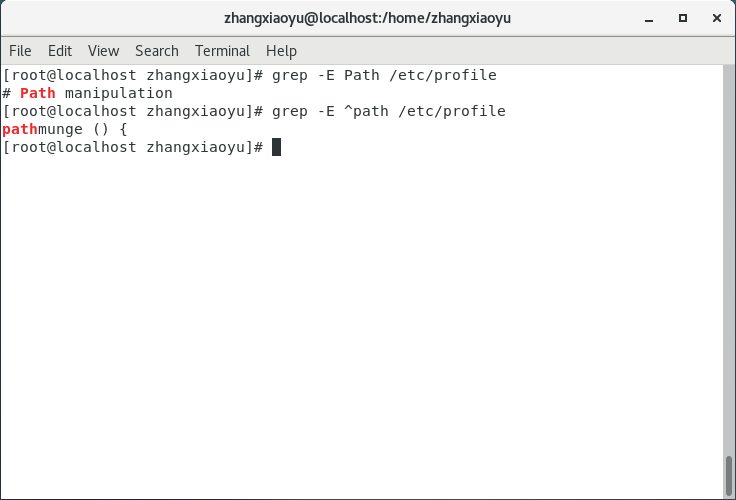 zhangxiaoyu@localhost:/home/zhangxiaoyu
File Edit View Search Terminal Help
[root@localhost zhangxiaoyu]# grep -E Path /etc/profile
# Path manipulation
[root@localhost zhangxiaoyu]# grep -E ^path /etc/profile
pathmunge () {
[root@localhost zhangxiaoyu]#